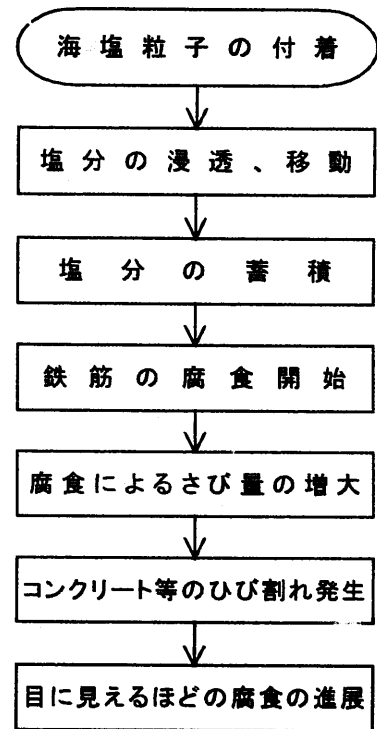 海塩粒子の付着
塩分の浸透、移動
塩分の蓄積
鉄筋の腐食開始
腐食によるさび量の増大
コンクリート等のひび割れ発生
目に見えるほどの腐食の進展